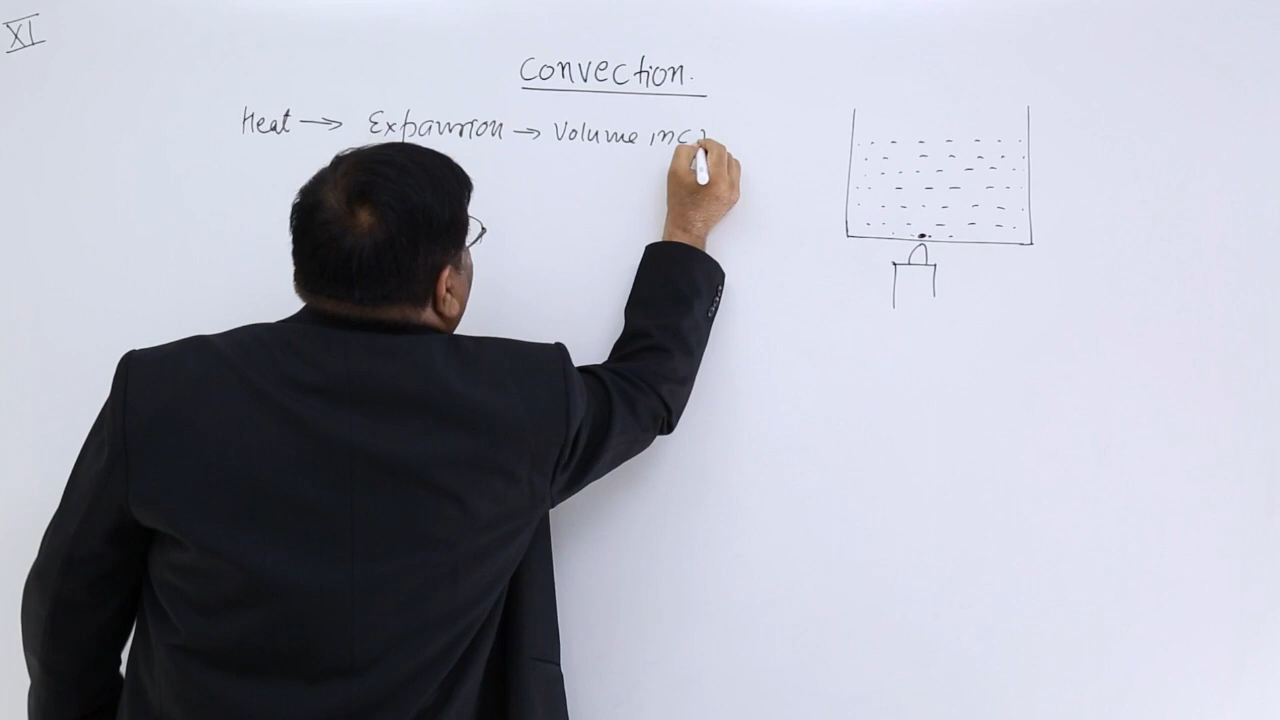 XI
Convection.
Heat → Expansion → Volume inc